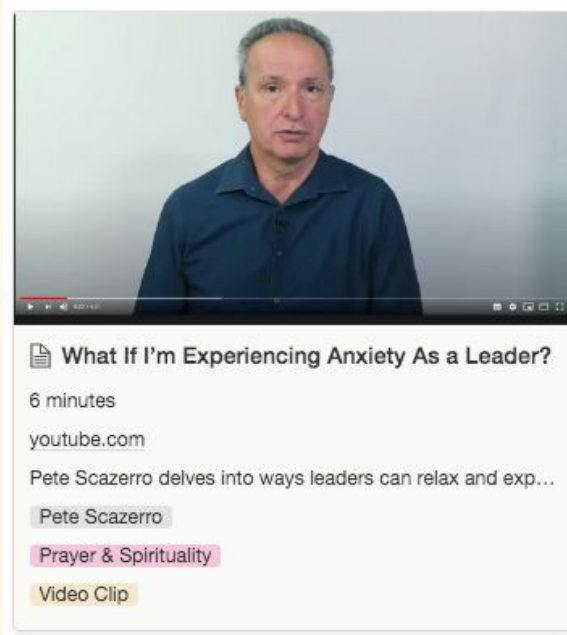 What If I'm Experiencing Anxiety As a Leader?
6 minutes
youtube.com
Pete Scazerro delves into ways leaders can relax and exp...
Pete Scazerro
Prayer & Spirituality
Video Clip